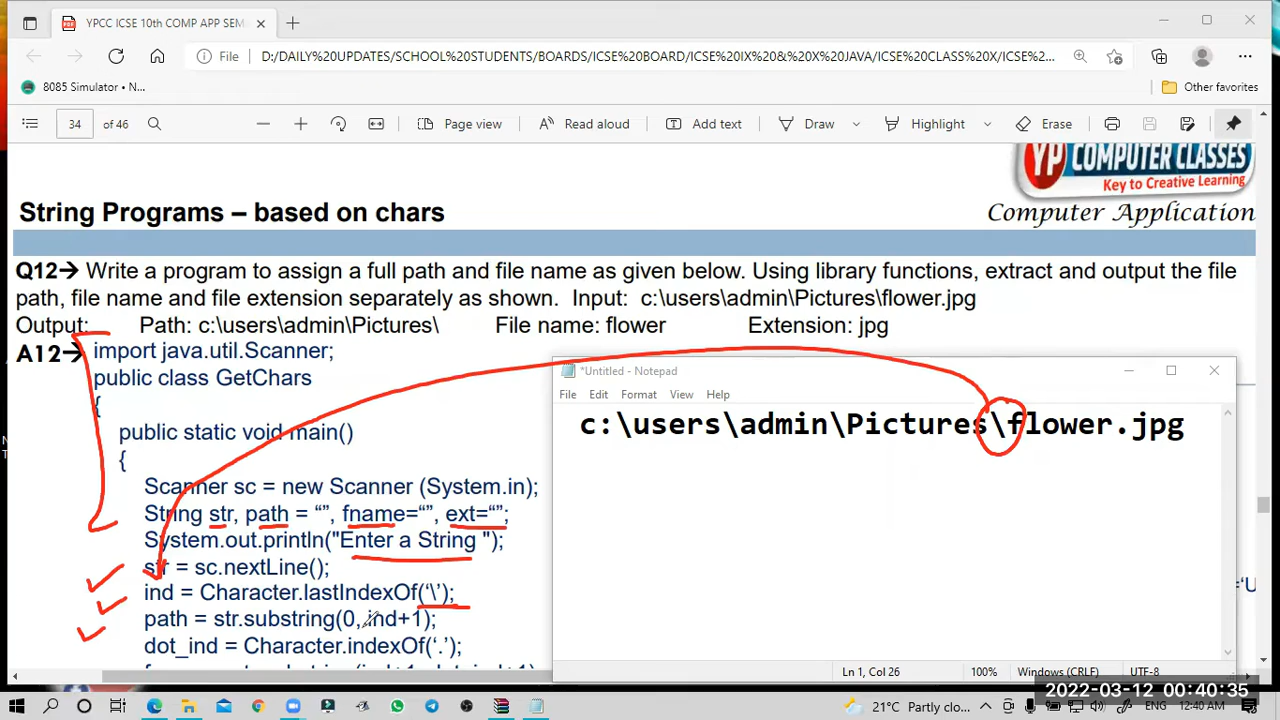 YPCC ICSE 10th COMP APP SEM
File
D:/DAILY%20UPDATES/SCHOOL%20STUDENTS/BOARDS/ICSE%20BOARD/ICSE%20IX%20&%20X%20JAVA/ICSE%20CLASS%20X/ICSE%...
8085 Simulator • N...
Other favorites
34 of 46
Page view
Read aloud
Add text
Draw
Highlight
Erase
YP COMPUTER CLASSES
Key to Creative Learning
String Programs – based on chars
Computer Application
Q12→ Write a program to assign a full path and file name as given below. Using library functions, extract and output the file
path, file name and file extension separately as shown. Input: c:\users\admin\Pictures\flower.jpg
Output: Path: c:\users\admin\Pictures\ File name: flower Extension: jpg
A12→ import java.util.Scanner;
public class GetChars
{
public static void main()
{
Scanner sc = new Scanner (System.in);
String str, path = “”, fname=“”, ext=“”;
System.out.println("Enter a String ");
str = sc.nextLine();
ind = Character.lastIndexOf(‘\’);
path = str.substring(0, ind+1);
dot_ind = Character.indexOf(‘.’);
*Untitled - Notepad
File Edit Format View Help
c:\users\admin\Pictures\flower.jpg
Ln 1, Col 26
100%
Windows (CRLF)
UTF-8
2022-03-12 00:40:35
21°C Partly clo...
12:40 AM